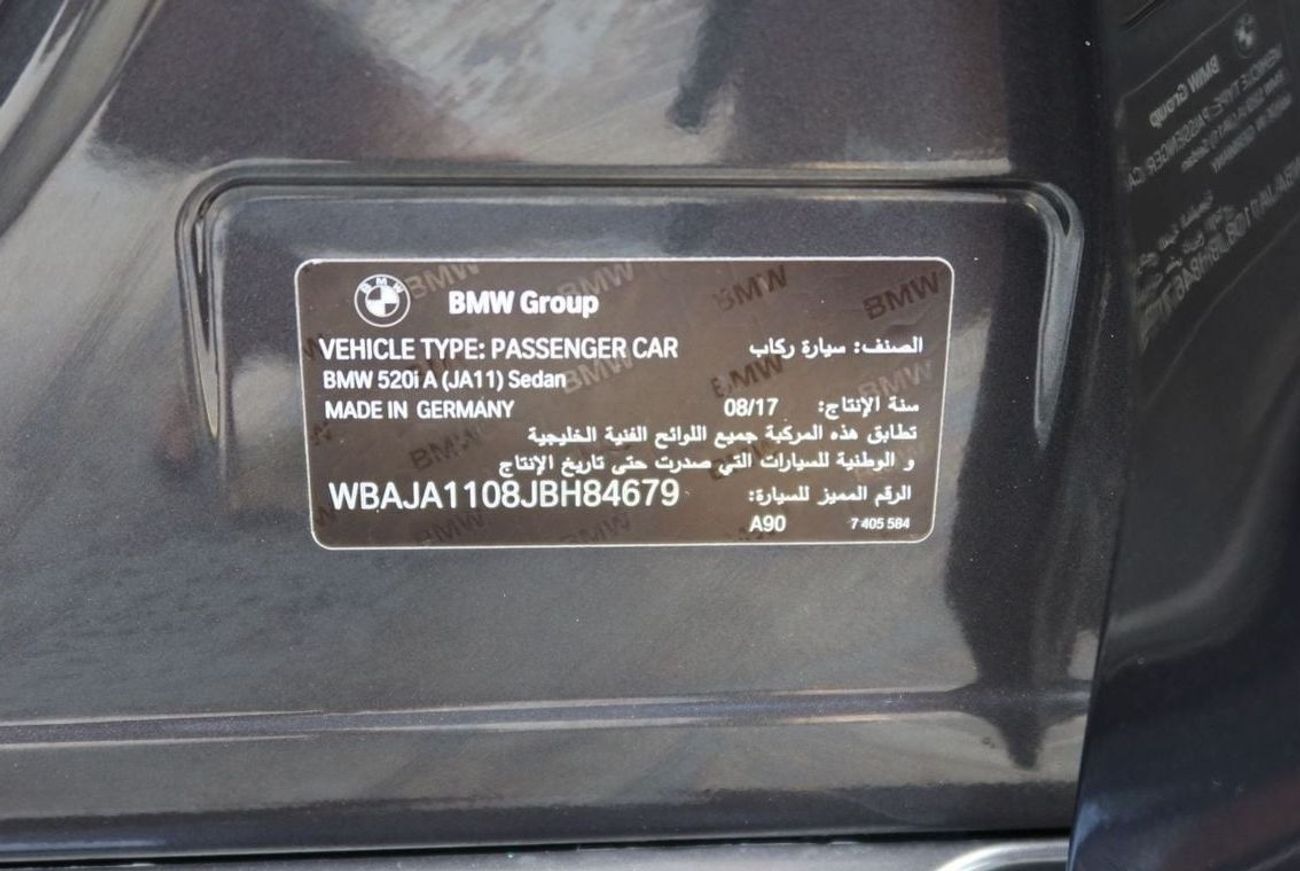 BMW Group
VEHICLE TYPE: PASSENGER CAR الصنف: سيارة ركاب
BMW 520i A (JA11) Sedan
MADE IN GERMANY 08/17 سنة الإنتاج:
تطابق هذه المركبة جميع اللوائح الفنية الخليجية
و الوطنية للسيارات التي صدرت حتى تاريخ الإنتاج
WBAJA1108JBH84679 الرقم المميز للسيارة:
A90 7 405 584